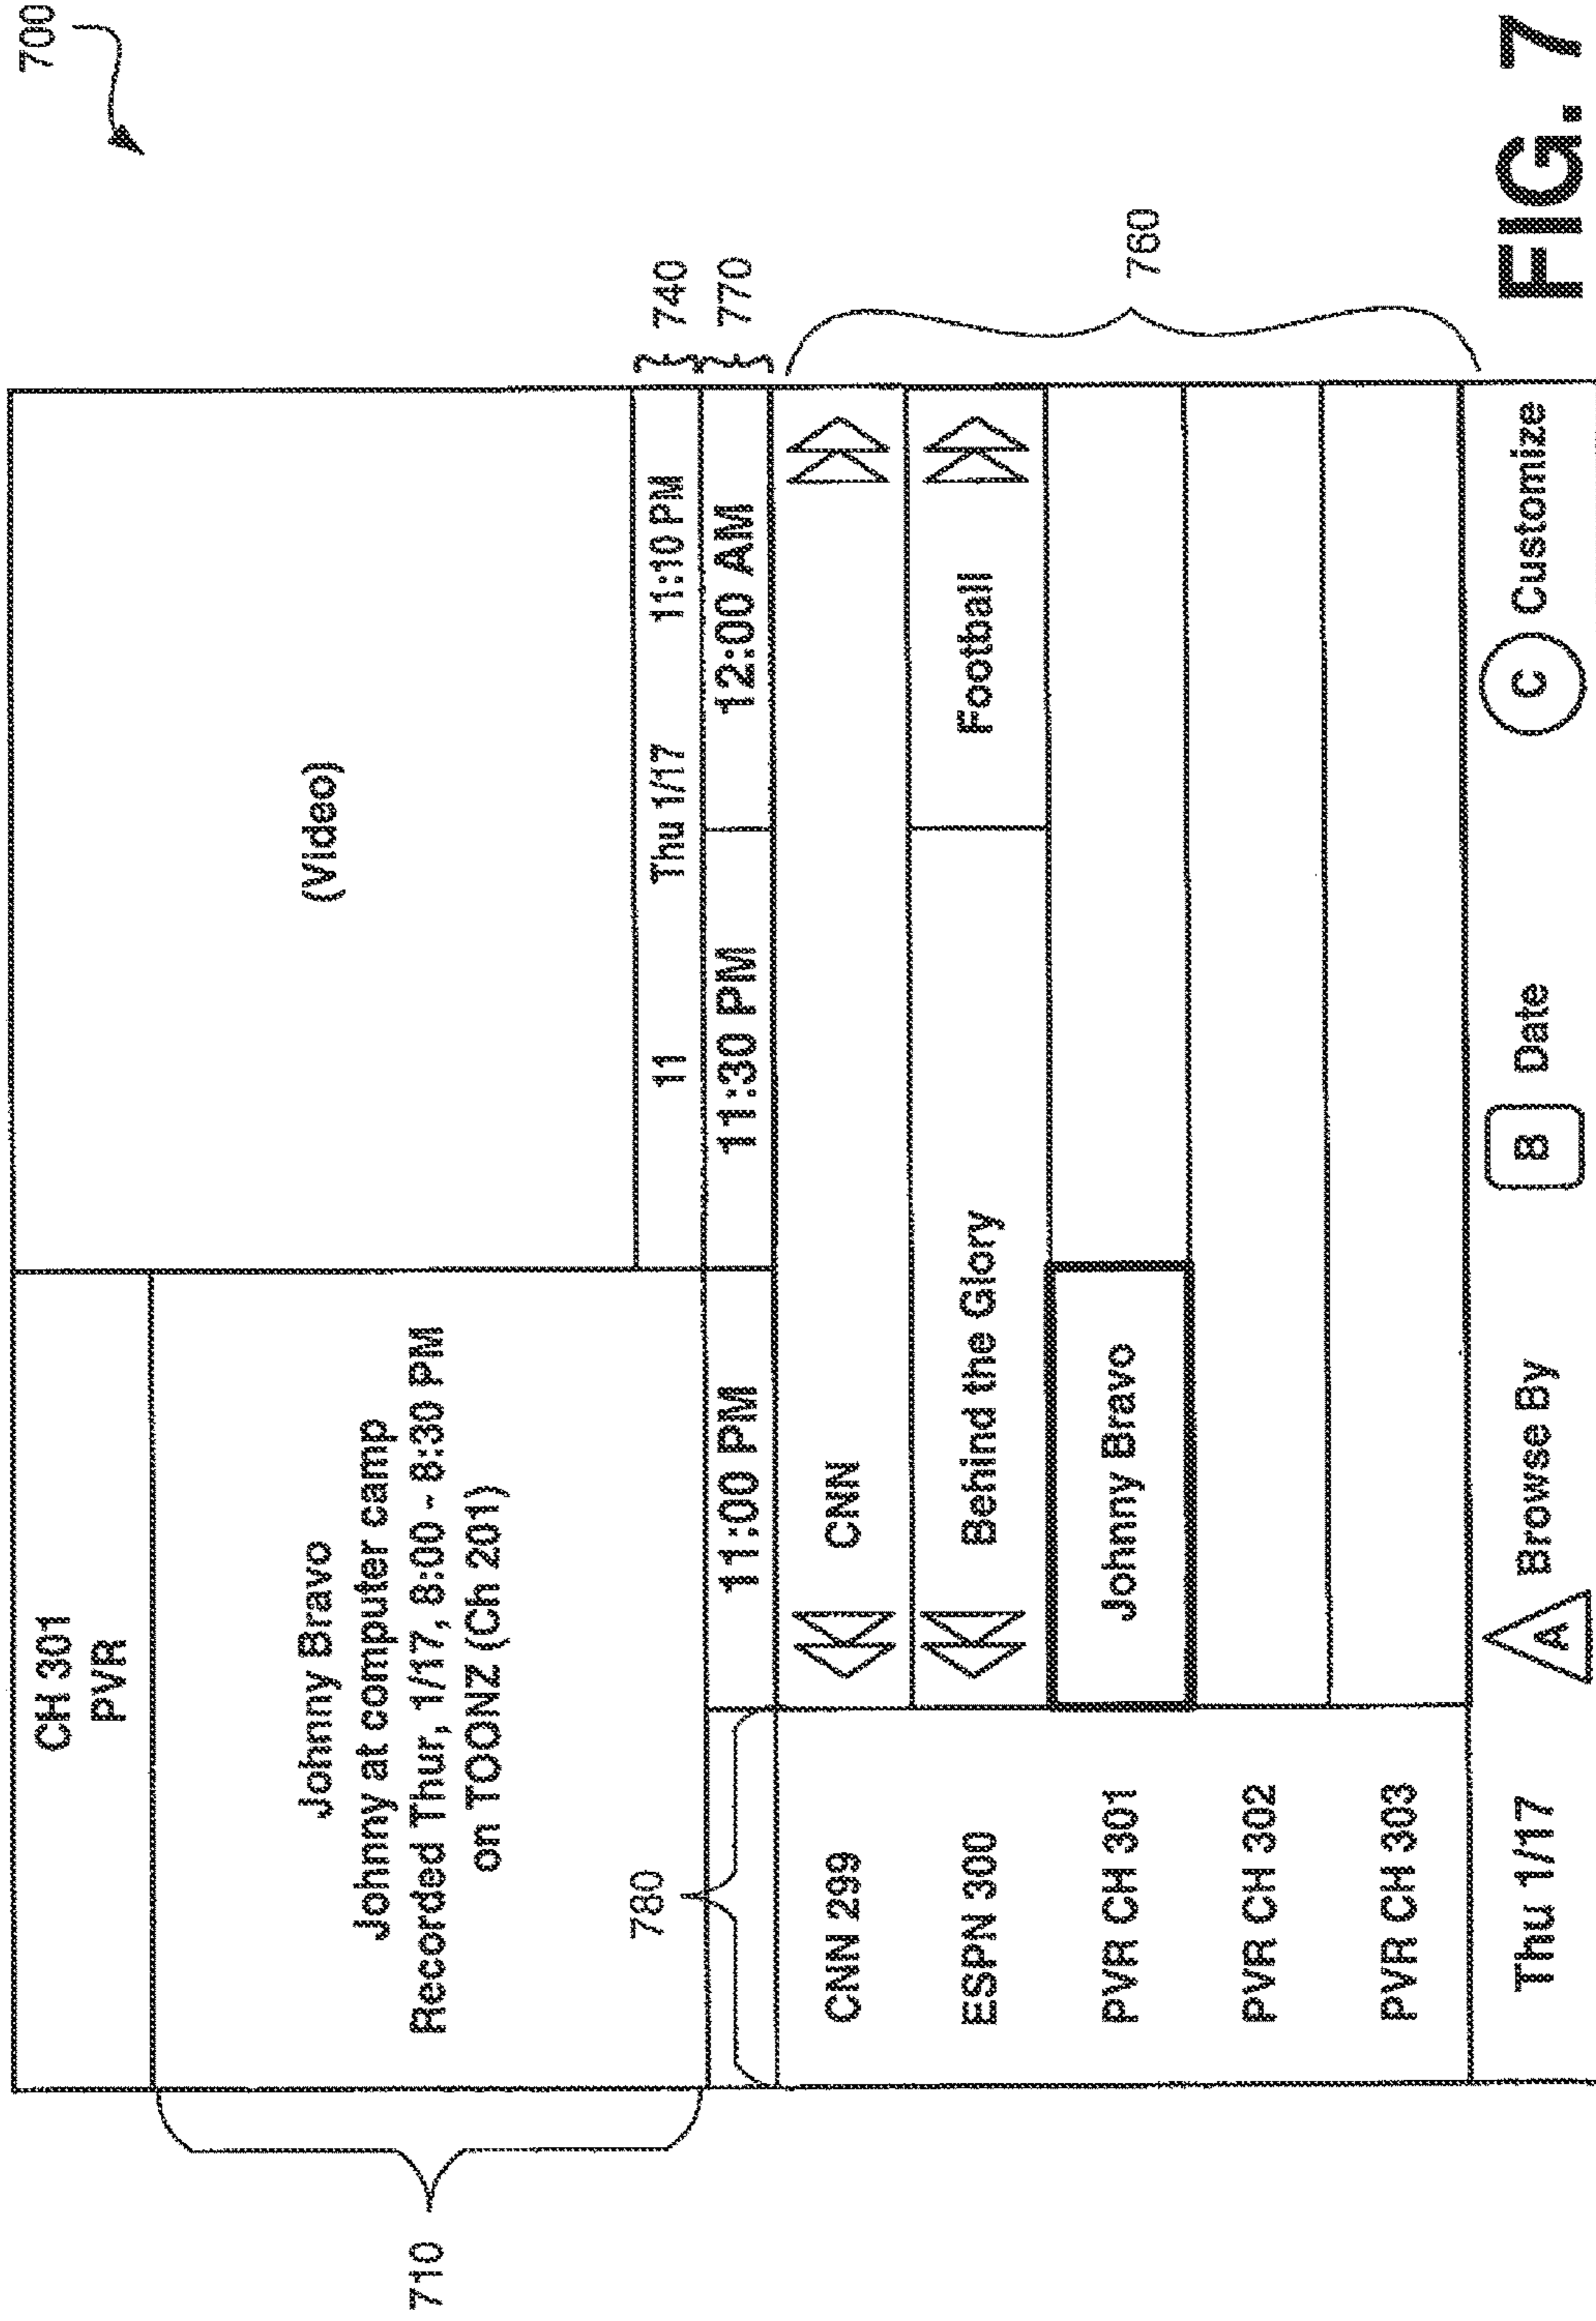 700
CH 301
PVR
(Video)
Johnny Bravo
Johnny at computer camp
Recorded Thur, 1/17, 8:00 - 8:30 PM
on TOONZ (Ch 201)
710
11 Thu 1/17 11:10 PM
740
780
11:00 PM 11:30 PM 12:00 AM
770
CNN 299 CNN
ESPN 300 Behind the Glory Football
PVR CH 301 Johnny Bravo
PVR CH 302
PVR CH 303
760
Thu 1/17 A Browse By B Date C Customize
FIG. 7